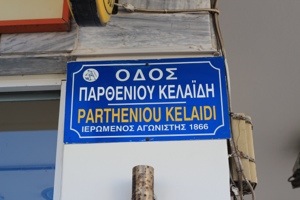 ΟΔΟΣ
ΠΑΡΘΕΝΙΟΥ ΚΕΛΑΪΔΗ
PARTHENIOU KELAIDI
ΙΕΡΩΜΕΝΟΣ ΑΓΩΝΙΣΤΗΣ 1866